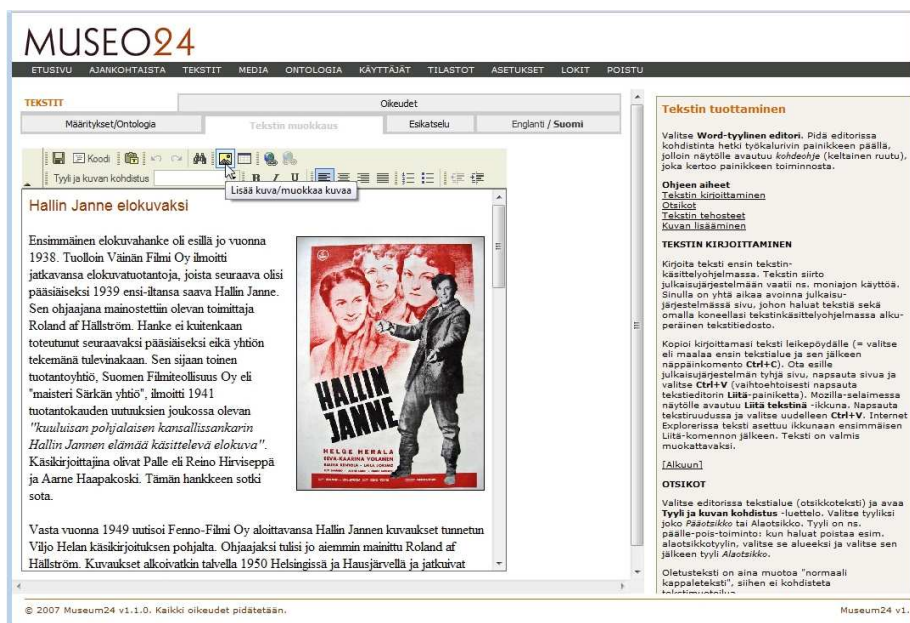 MUSEO24
ETUSIVU AJANKOHTAISTA TEKSTIT MEDIA ONTOLOGIA KÄYTTÄJÄT TILASTOT ASETUKSET LOKIT POISTU
TEKSTIT
Oikeudet
Määritykset/Ontologia
Tekstin muokkaus
Esikatselu
Englanti / Suomi
Koodi
Tyyli ja kuvan kohdistus
B I U
Lisää kuva/muokkaa kuvaa
Hallin Janne elokuvaksi
Ensimmäinen elokuvahanke oli esillä jo vuonna
1938. Tuolloin Väinän Filmi Oy ilmoitti
jatkavansa elokuvatuotantoja, joista seuraava olisi
pääsiäiseksi 1939 ensi-iltansa saava Hallin Janne.
Sen ohjaajana mainostettiin olevan toimittaja
Roland af Hällström. Hanke ei kuitenkaan
toteutunut seuraavaksi pääsiäiseksi eikä yhtiön
tekemänä tulevinakaan. Sen sijaan toinen
tuotantoyhtiö, Suomen Filmiteollisuus Oy eli
"maisteri Särkän yhtiö", ilmoitti 1941
tuotantokauden uutuuksien joukossa olevan
"kuuluisan pohjalaisen kansallissankarin
Hallin Jannen elämää käsittelevä elokuva".
Käsikirjoittajina olivat Palle eli Reino Hirviseppä
ja Aarne Haapakoski. Tämän hankkeen sotki
sota.
HALLIN
JANNE
HELGE HERALA
Vasta vuonna 1949 uutisoi Fenno-Filmi Oy aloittavansa Hallin Jannen kuvaukset tunnetun
Viljo Helan käsikirjoituksen pohjalta. Ohjaajaksi tulisi jo aiemmin mainittu Roland af
Hällström. Kuvaukset alkoivatkin talvella 1950 Helsingissä ja Hausjärvellä ja jatkuivat
Tekstin tuottaminen
Valitse Word-tyylinen editori. Pidä editorissa
kohdistinta hetki työkalurivin painikkeen päällä,
jolloin näytölle avautuu kohdeohje (keltainen ruutu),
joka kertoo painikkeen toiminnosta.
Ohjeen aiheet
Tekstin kirjoittaminen
Otsikot
Tekstin tehosteet
Kuvan lisääminen
TEKSTIN KIRJOITTAMINEN
Kirjoita teksti ensin tekstin-
käsittelyohjelmassa. Tekstin siirto
julkaisujärjestelmään vaatii ns. moniajon käyttöä.
Sinulla on yhtä aikaa avoinna julkaisu-
järjestelmässä sivu, johon haluat tekstiä sekä
omalla koneellasi tekstinkäsittelyohjelmassa alku-
peräinen tekstitiedosto.
Kopioi kirjoittamasi teksti leikepöydälle (= valitse
eli maalaa ensin tekstialue ja sen jälkeen
näppäinkomento Ctrl+C). Ota esille
julkaisujärjestelmän tyhjä sivu, napsauta sivua ja
valitse Ctrl+V (vaihtoehtoisesti napsauta
tekstieditorin Liitä-painiketta). Mozilla-selaimessa
näytölle avautuu Liitä tekstinä -ikkuna. Napsauta
tekstiruudussa ja valitse uudelleen Ctrl+V. Internet
Explorerissa teksti asettuu ikkunaan ensimmäisen
Liitä-komennon jälkeen. Teksti on valmis
muokattavaksi.
[Alkuun]
OTSIKOT
Valitse editorissa tekstialue (otsikkoteksti) ja avaa
Tyyli ja kuvan kohdistus -luettelo. Valitse tyyliksi
joko Pääotsikko tai Alaotsikko. Tyyli on ns.
päälle-pois-toiminto: kun haluat poistaa esim.
alaotsikkotyylin, valitse se alueeksi ja valitse sen
jälkeen tyyli Alaotsikko.
Oletusteksti on aina muotoa "normaali
kappaleteksti", siihen ei kohdisteta
tekstimuotoilua.
© 2007 Museum24 v1.1.0. Kaikki oikeudet pidätetään.
Museum24 v1.